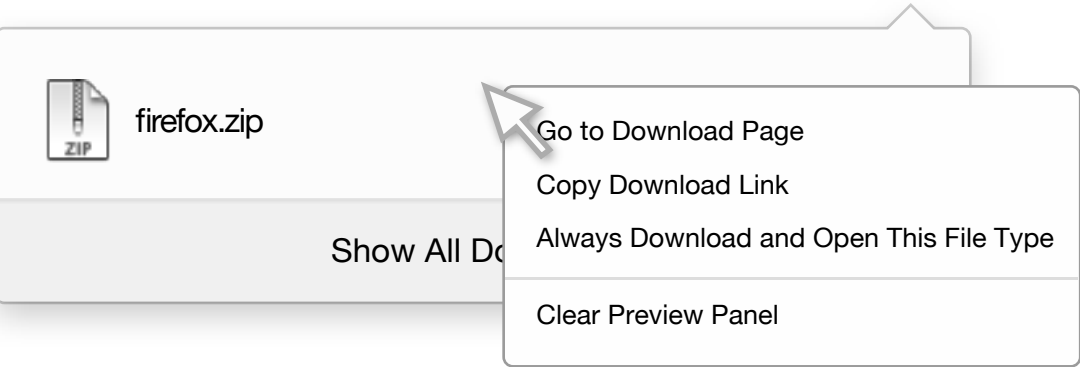 firefox.zip
ZIP
Go to Download Page
Copy Download Link
Always Download and Open This File Type
Show All
Clear Preview Panel